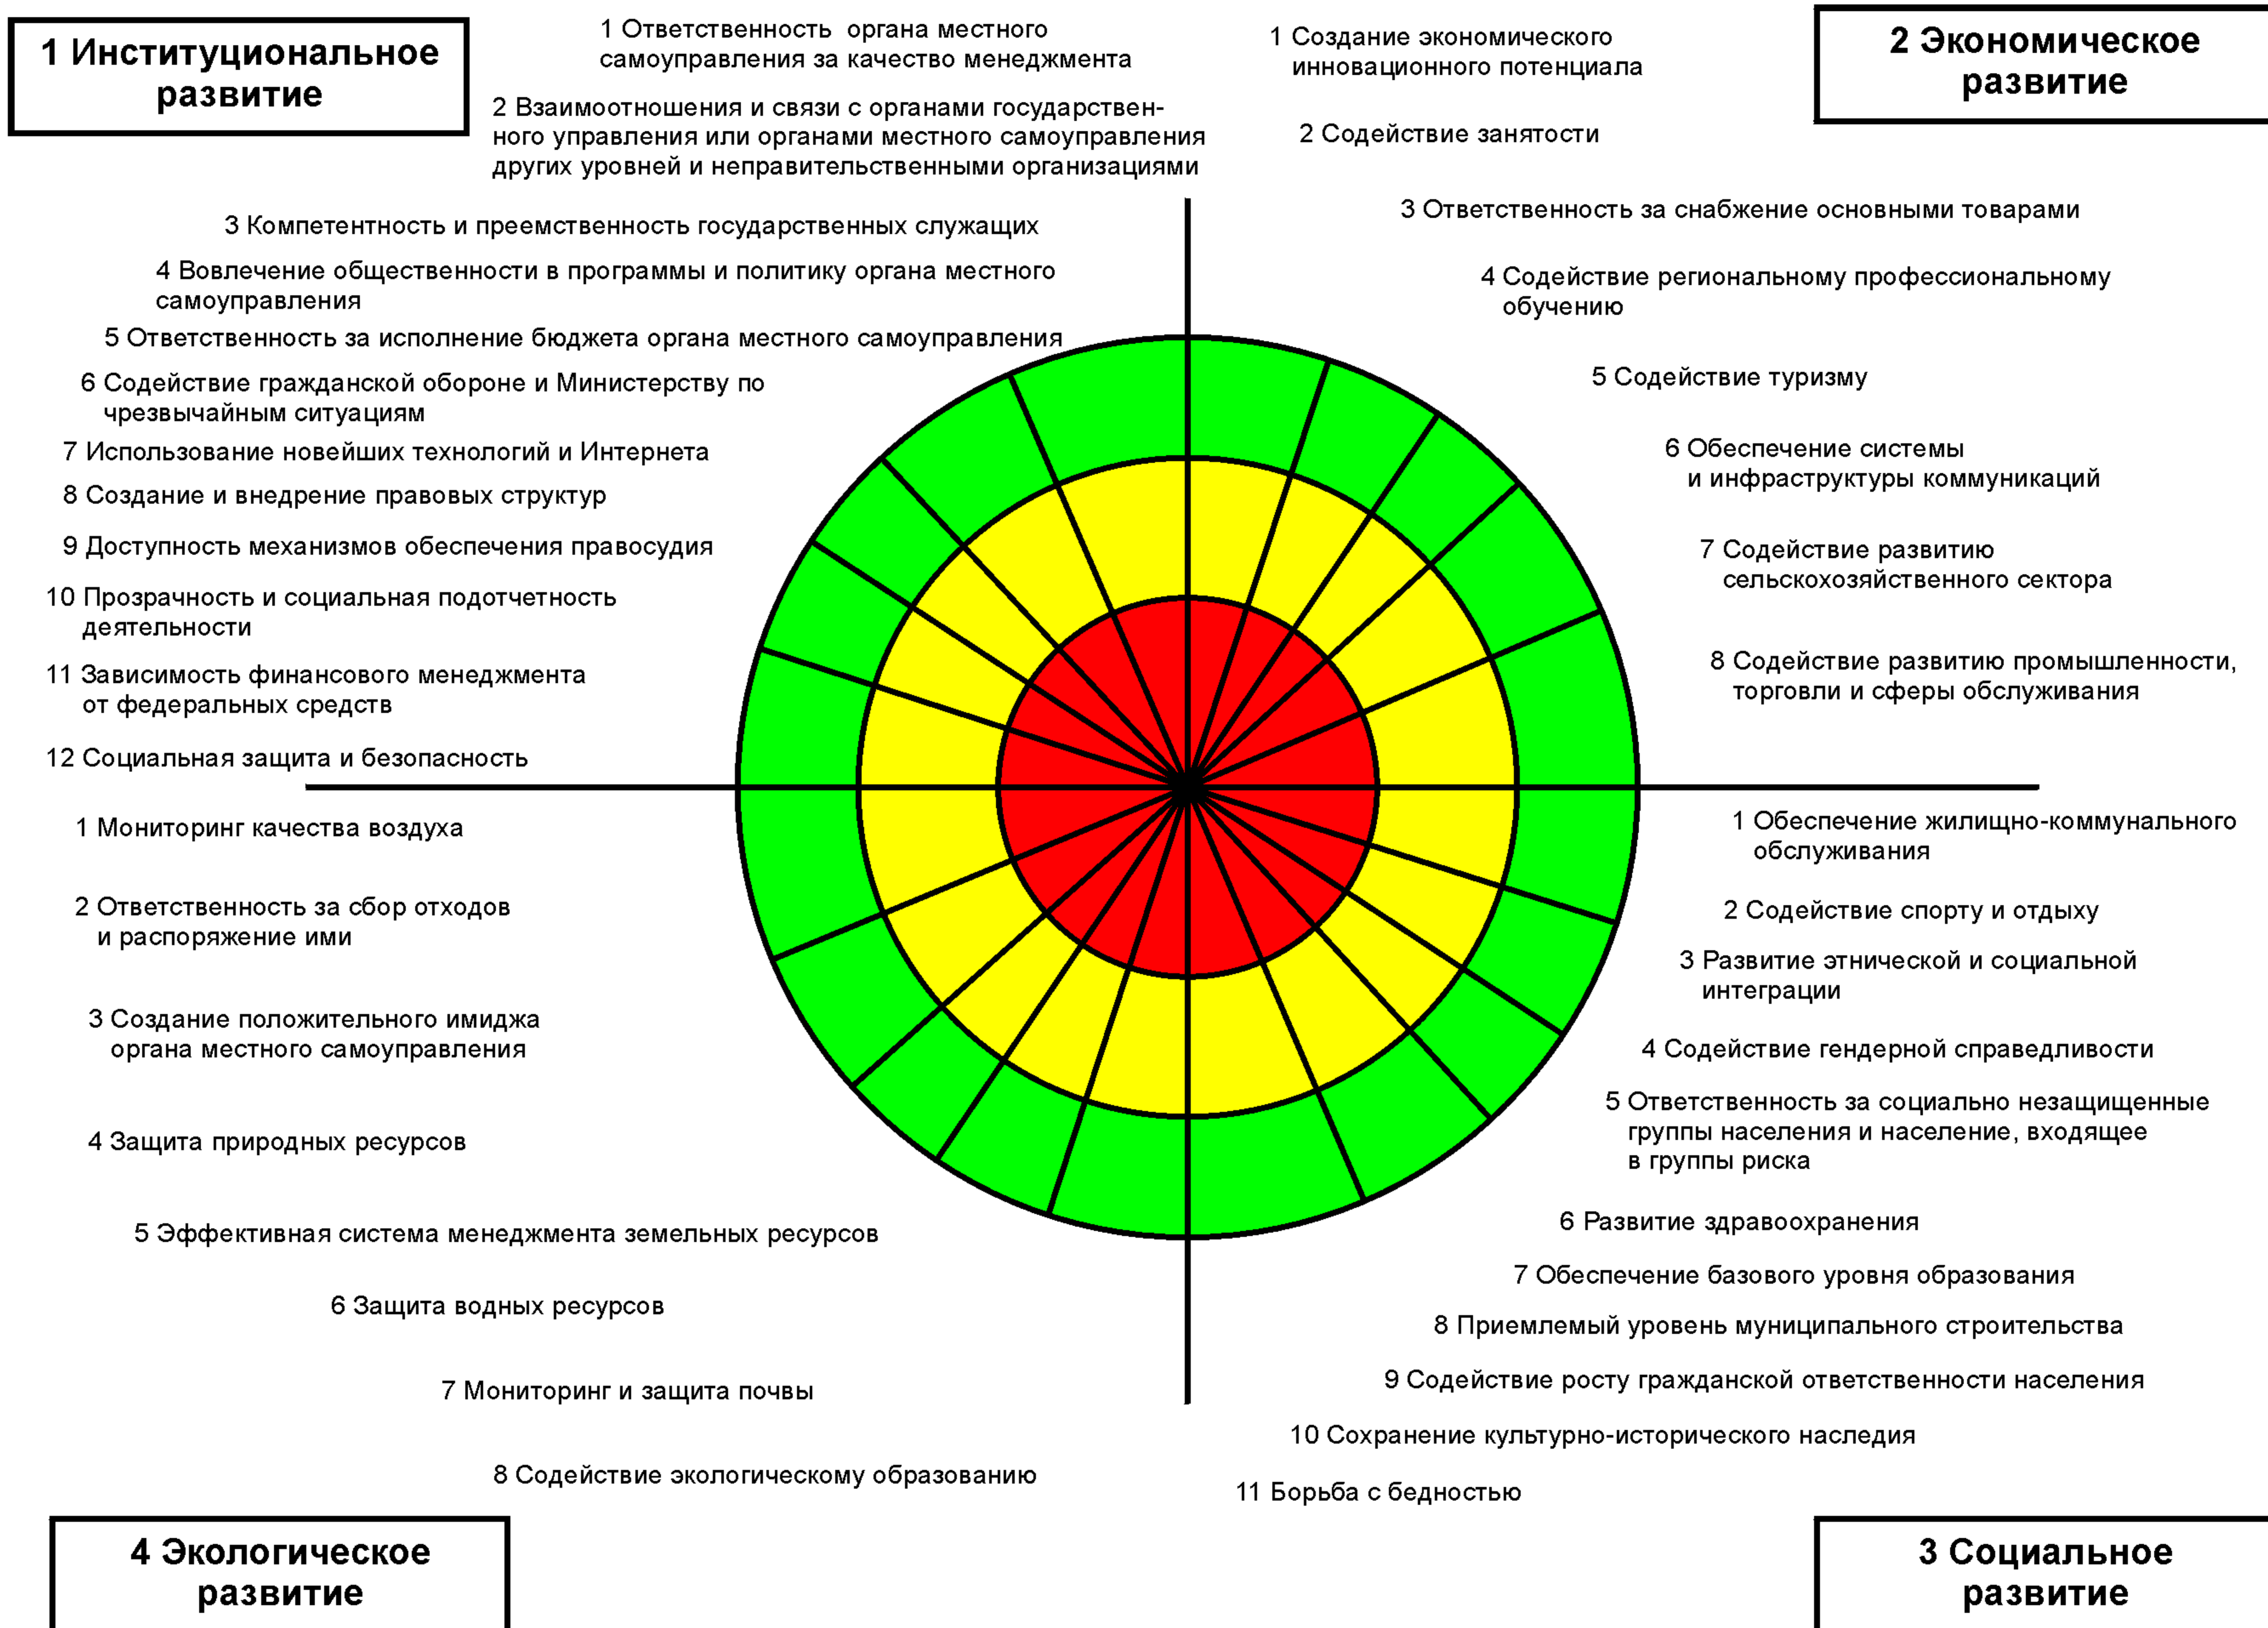 1 Институциональное
развитие
1 Ответственность органа местного
самоуправления за качество менеджмента
2 Взаимоотношения и связи с органами государствен-
ного управления или органами местного самоуправления
других уровней и неправительственными организациями
3 Компетентность и преемственность государственных служащих
4 Вовлечение общественности в программы и политику органа местного
самоуправления
5 Ответственность за исполнение бюджета органа местного самоуправления
6 Содействие гражданской обороне и Министерству по
чрезвычайным ситуациям
7 Использование новейших технологий и Интернета
8 Создание и внедрение правовых структур
9 Доступность механизмов обеспечения правосудия
10 Прозрачность и социальная подотчетность
деятельности
11 Зависимость финансового менеджмента
от федеральных средств
12 Социальная защита и безопасность
2 Экономическое
развитие
1 Создание экономического
инновационного потенциала
2 Содействие занятости
3 Ответственность за снабжение основными товарами
4 Содействие региональному профессиональному
обучению
5 Содействие туризму
6 Обеспечение системы
и инфраструктуры коммуникаций
7 Содействие развитию
сельскохозяйственного сектора
8 Содействие развитию промышленности,
торговли и сферы обслуживания
1 Обеспечение жилищно-коммунального
обслуживания
2 Содействие спорту и отдыху
3 Развитие этнической и социальной
интеграции
4 Содействие гендерной справедливости
5 Ответственность за социально незащищенные
группы населения и население, входящее
в группы риска
6 Развитие здравоохранения
7 Обеспечение базового уровня образования
8 Приемлемый уровень муниципального строительства
9 Содействие росту гражданской ответственности населения
10 Сохранение культурно-исторического наследия
11 Борьба с бедностью
3 Социальное
развитие
1 Мониторинг качества воздуха
2 Ответственность за сбор отходов
и распоряжение ими
3 Создание положительного имиджа
органа местного самоуправления
4 Защита природных ресурсов
5 Эффективная система менеджмента земельных ресурсов
6 Защита водных ресурсов
7 Мониторинг и защита почвы
8 Содействие экологическому образованию
4 Экологическое
развитие